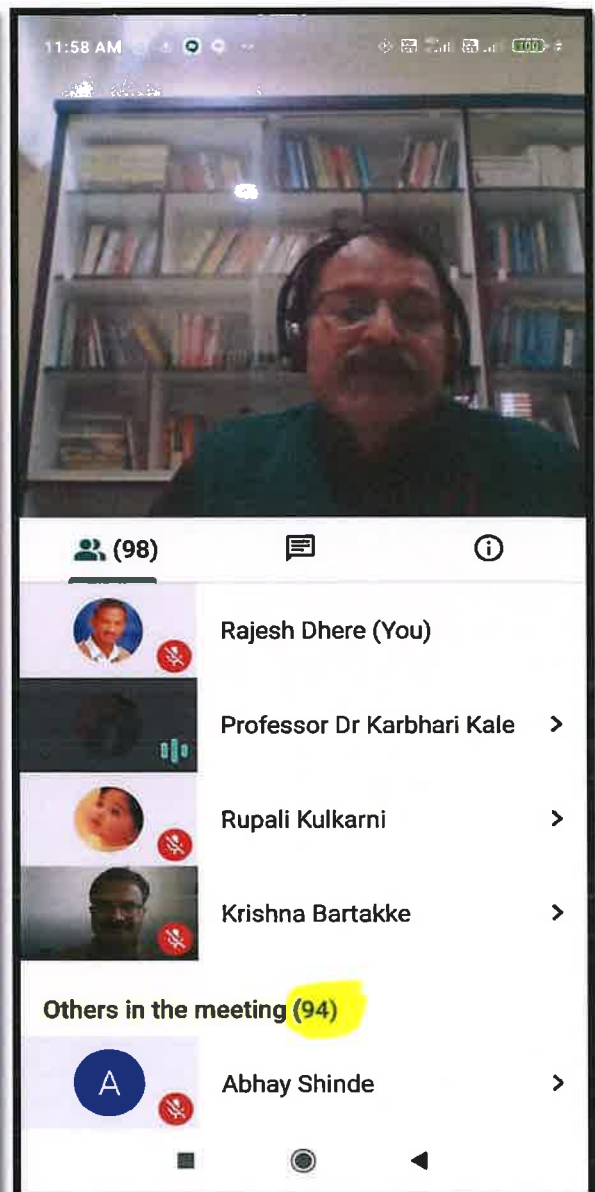 11:58 AM
100
(98)
Rajesh Dhere (You)
Professor Dr Karbhari Kale
Rupali Kulkarni
Krishna Bartakke
Others in the meeting (94)
A
Abhay Shinde